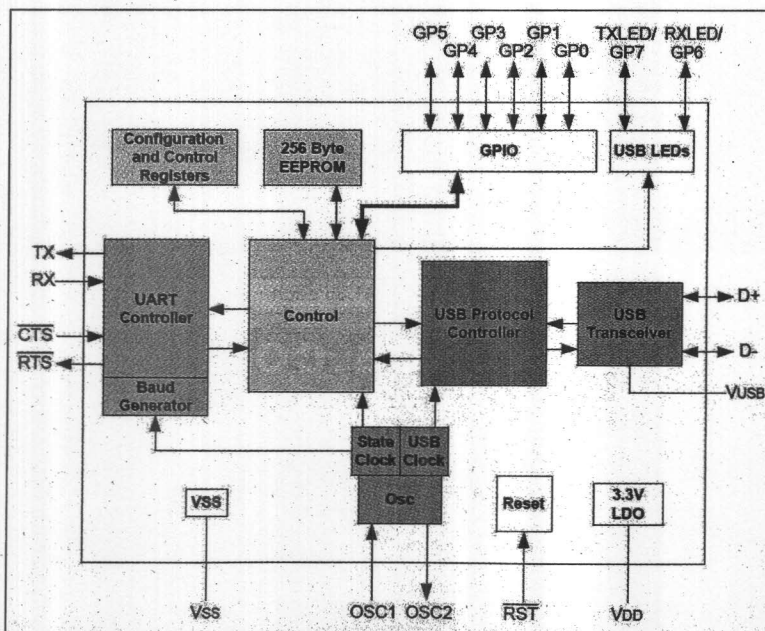 GP5 GP3 GP1 TXLED/ RXLED/
GP4 GP2 GP0 GP7 GP6
Configuration
and Control
Registers
256 Byte
EEPROM
GPIO
USB LEDs
TX
RX
CTS
RTS
UART
Controller
Baud
Generator
Control
USB Protocol
Controller
USB
Transceiver
D+
D-
VUSB
State
Clock
USB
Clock
Osc
VSS
Reset
3.3V
LDO
VSS
OSC1
OSC2
RST
VDD